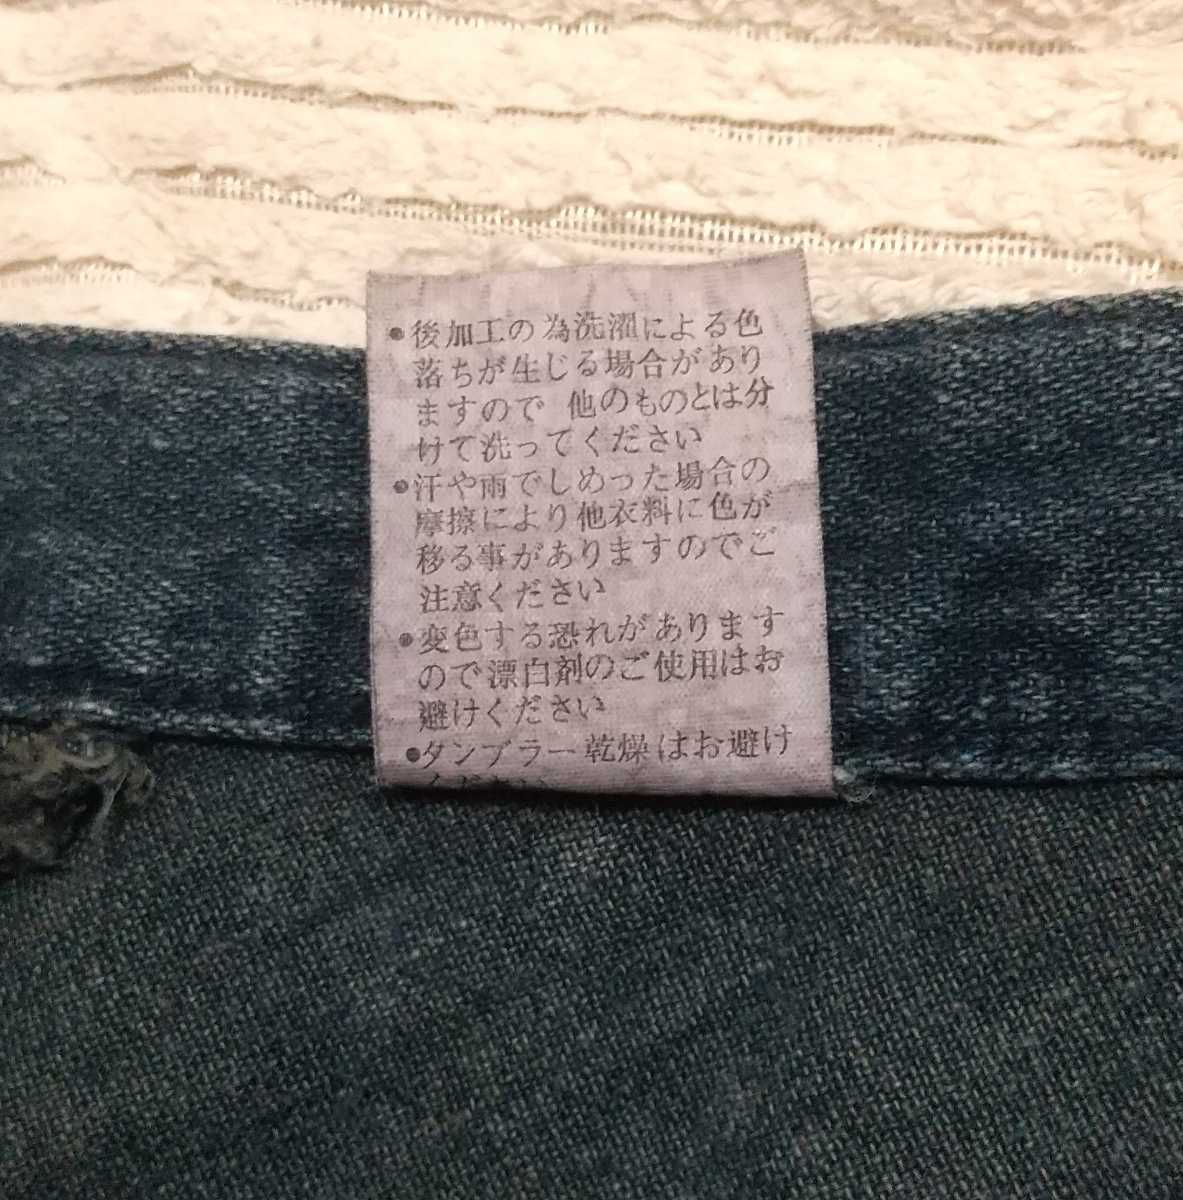 ●後加工の為洗濯による色
落ちが生じる場合があり
ますので 他のものとは分
けて洗ってください
●汗や雨でしめった場合の
摩擦により他衣料に色が
移る事がありますのでご
注意ください
●変色する恐れがあります
ので漂白剤のご使用はお
避けください
●タンブラー乾燥はお避け
ください